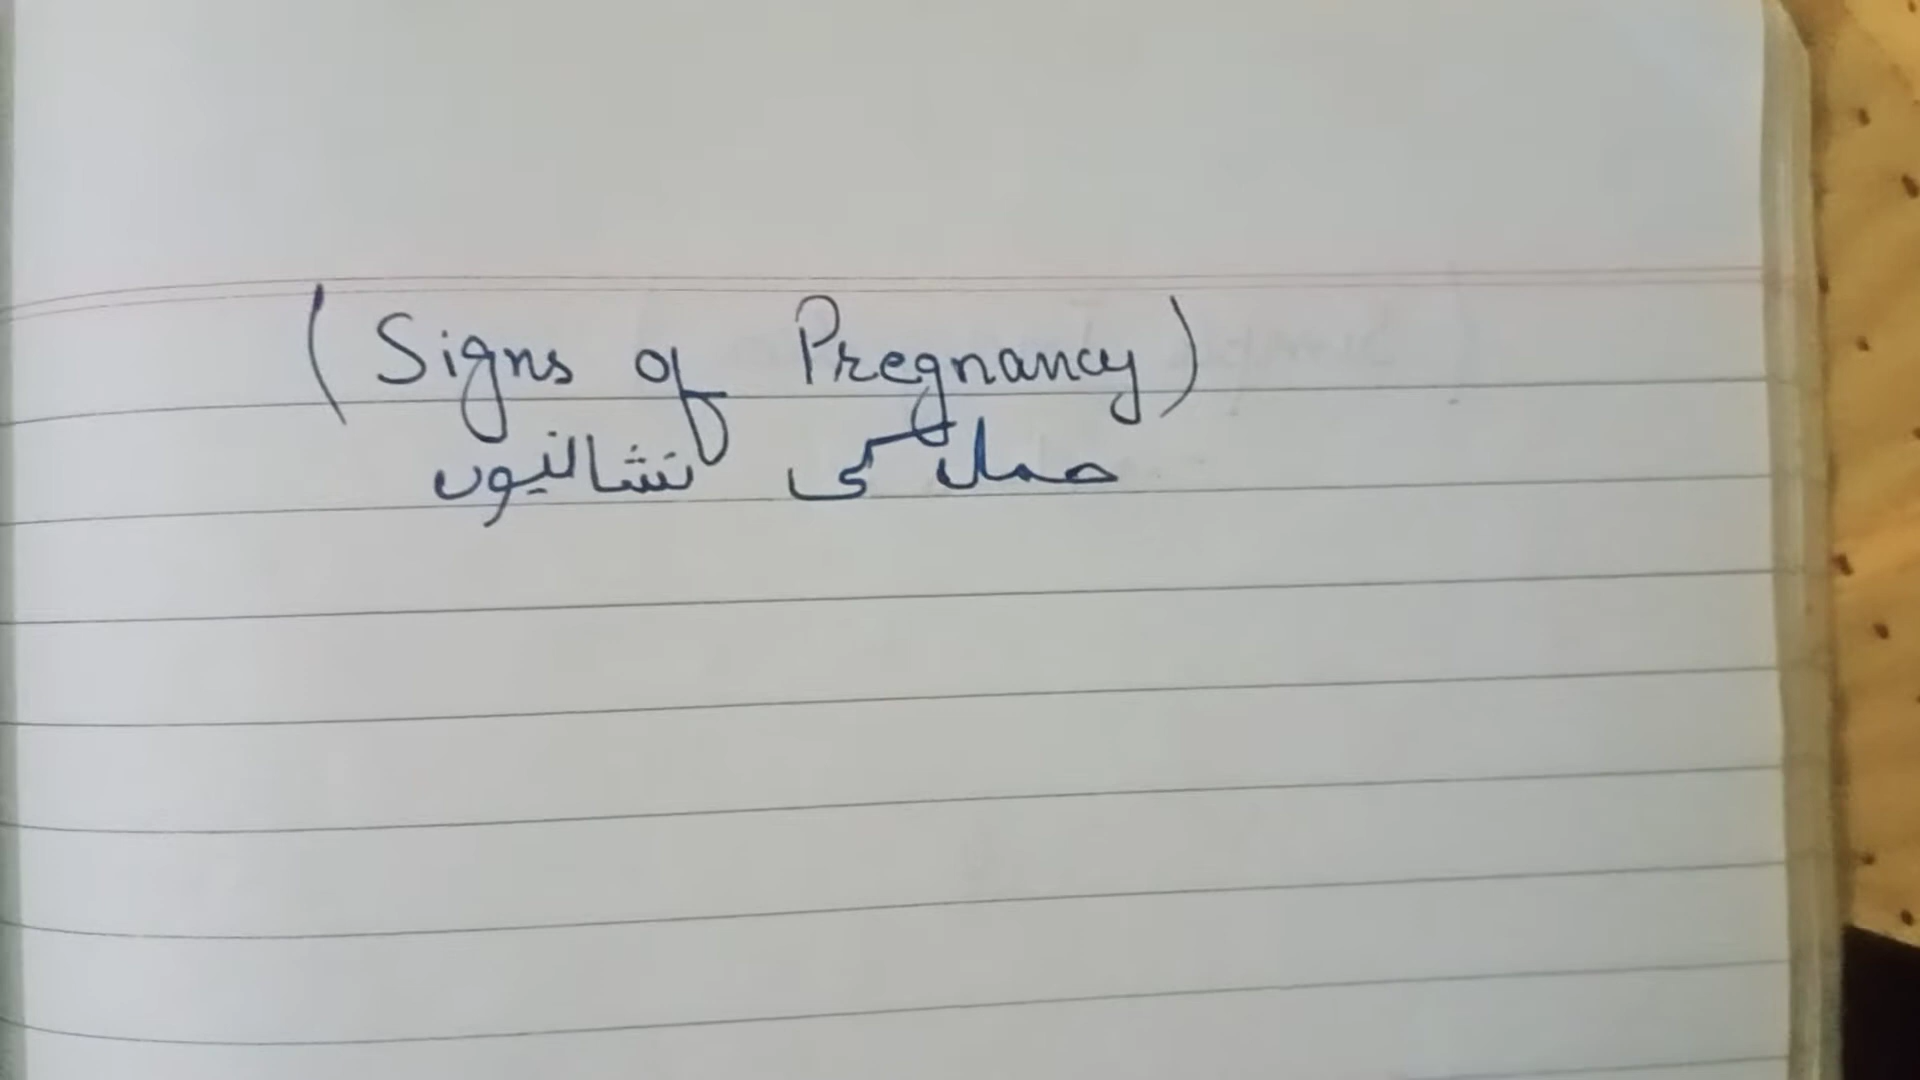 (Signs of Pregnancy)
حمل کی نشانیوں